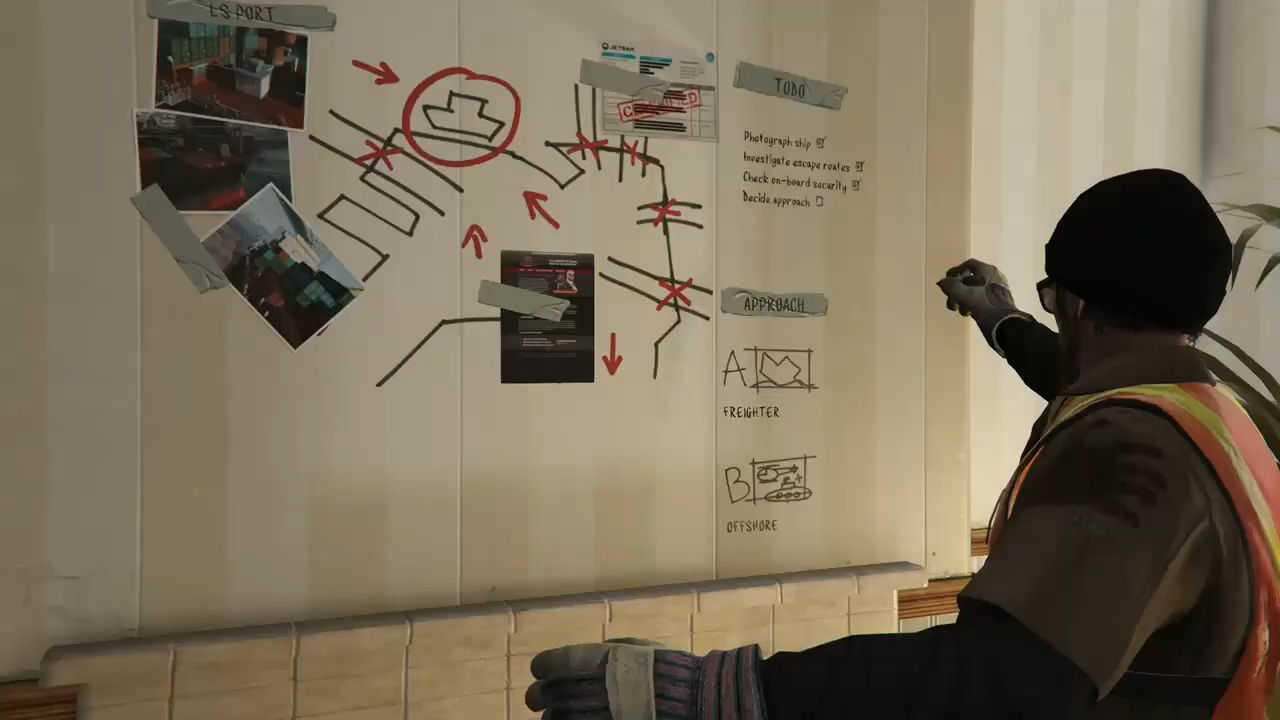 LS PORT
JETSAM
TODO
Photograph ship
Investigate escape routes
Check on-board security
Decide approach
APPROACH
A
FREIGHTER
B
OFFSHORE